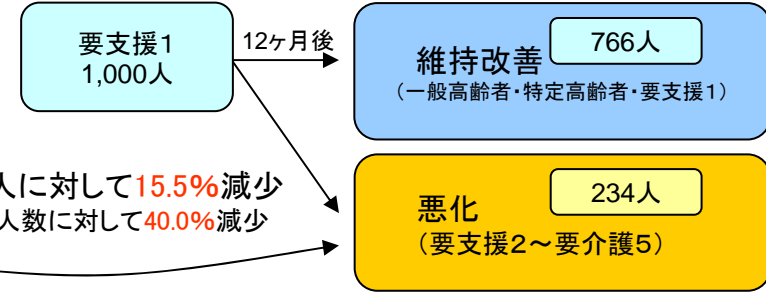 要支援1
1,000人
12ヶ月後
維持改善
766人
（一般高齢者・特定高齢者・要支援1）
人に対して15.5%減少
人数に対して40.0%減少
悪化
234人
（要支援2～要介護5）